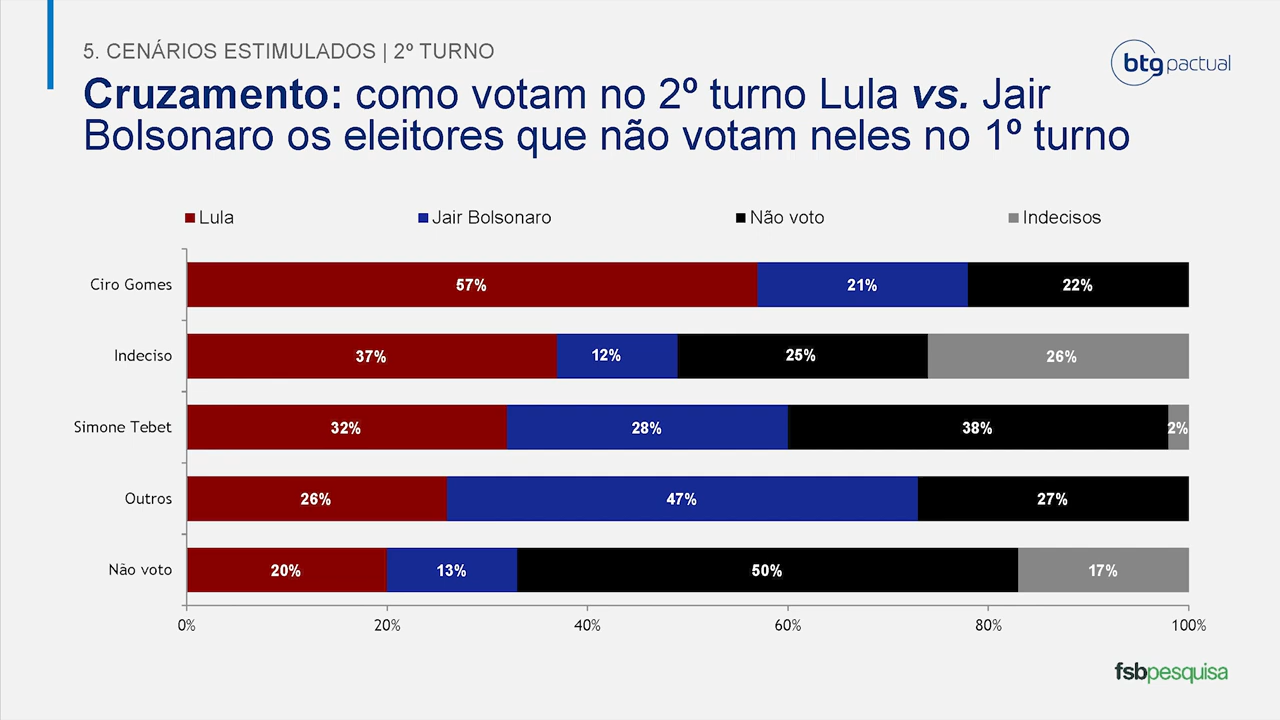 5. CENÁRIOS ESTIMULADOS | 2º TURNO
btg pactual
Cruzamento: como votam no 2º turno Lula vs. Jair
Bolsonaro os eleitores que não votam neles no 1º turno
Lula Jair Bolsonaro Não voto Indecisos
Ciro Gomes 57% 21% 22%
Indeciso 37% 12% 25% 26%
Simone Tebet 32% 28% 38% 2%
Outros 26% 47% 27%
Não voto 20% 13% 50% 17%
0% 20% 40% 60% 80% 100%
fsbpesquisa